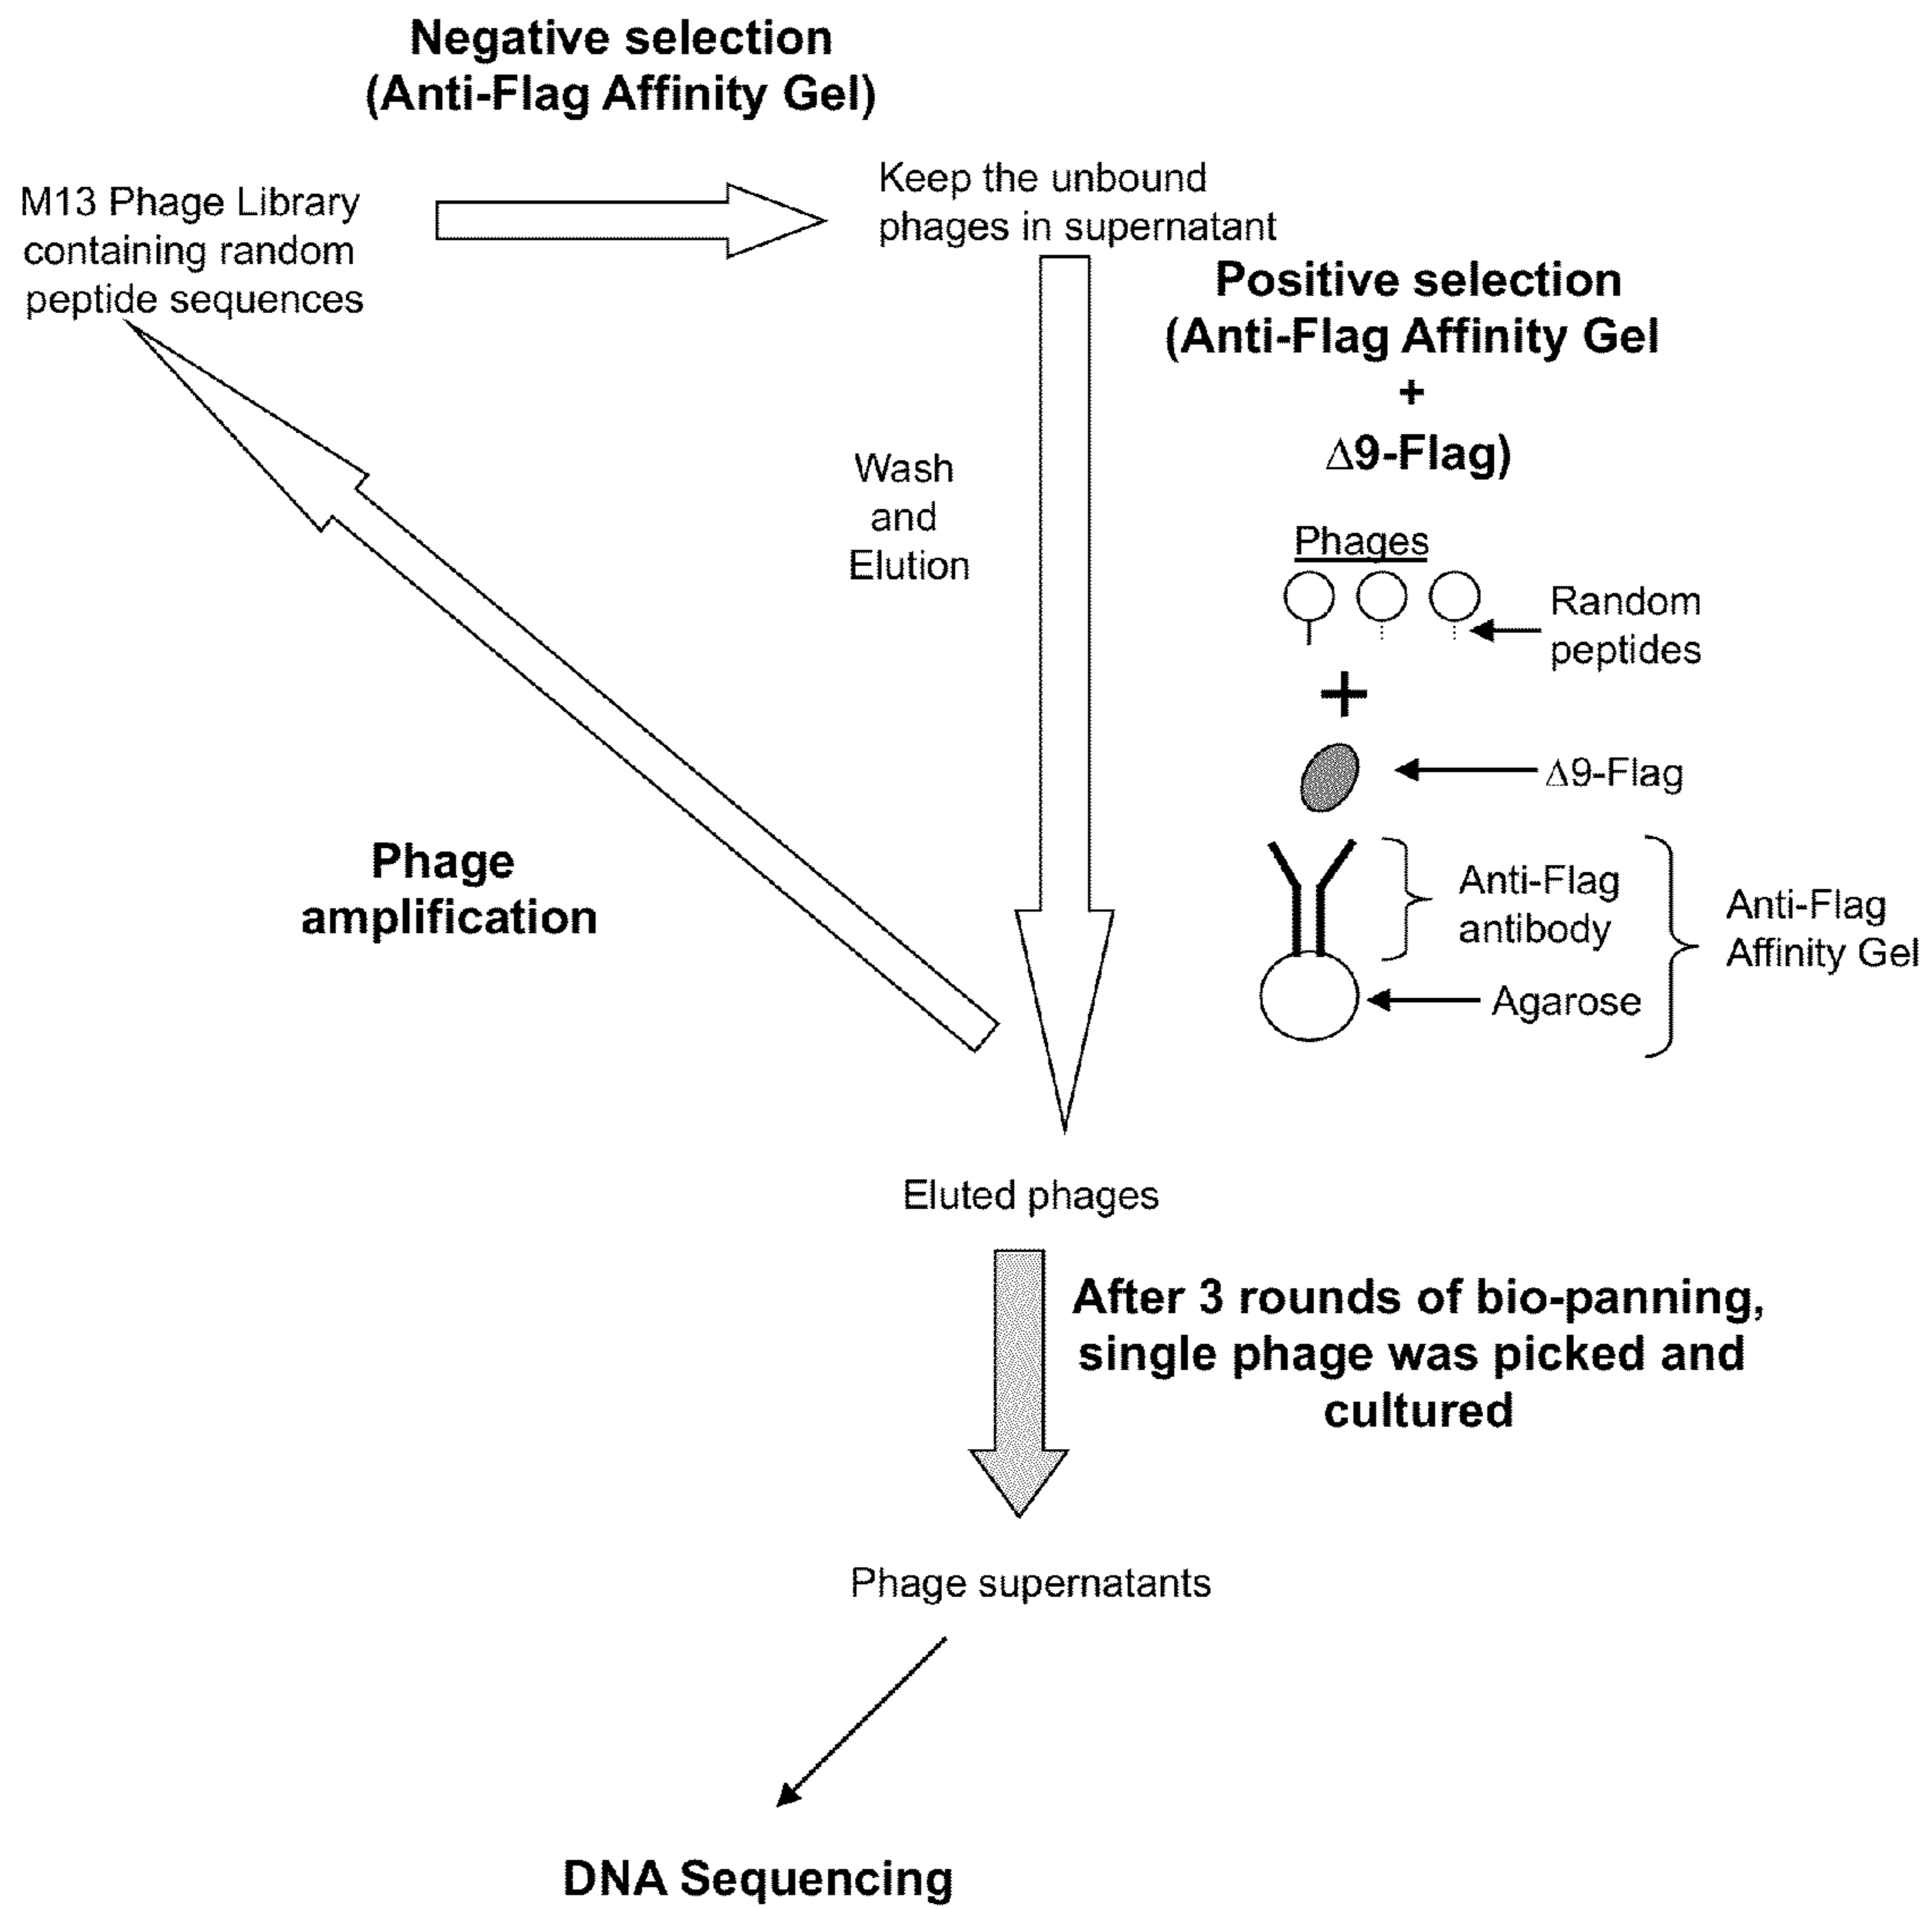 Negative selection
(Anti-Flag Affinity Gel)
M13 Phage Library
containing random
peptide sequences
Keep the unbound
phages in supernatant
Positive selection
(Anti-Flag Affinity Gel
+
Δ9-Flag)
Wash
and
Elution
Phages
Random
peptides
+
Δ9-Flag
Anti-Flag
antibody
Anti-Flag
Affinity Gel
Agarose
Phage
amplification
Eluted phages
After 3 rounds of bio-panning,
single phage was picked and
cultured
Phage supernatants
DNA Sequencing